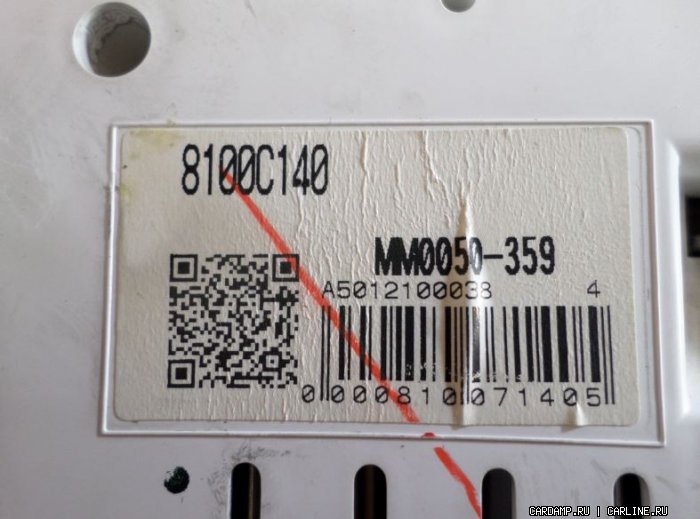 8100C140
MM0050-359
A5012100038 4
0000810071405
CARDAMP.RU | CARLINE.RU